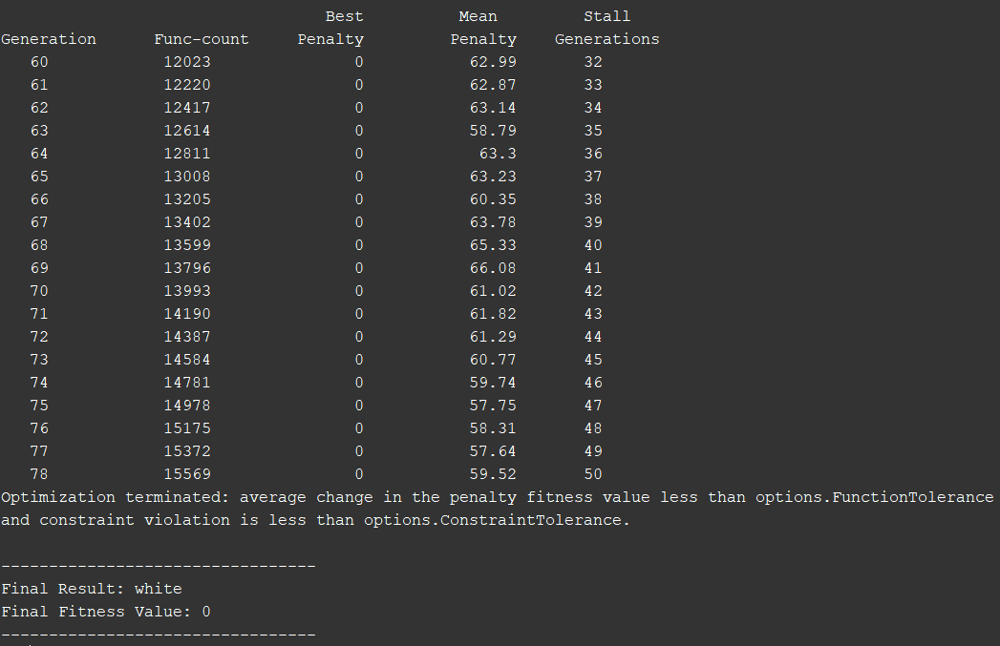 Best Mean Stall
Generation Func-count Penalty Penalty Generations
60 12023 0 62.99 32
61 12220 0 62.87 33
62 12417 0 63.14 34
63 12614 0 58.79 35
64 12811 0 63.3 36
65 13008 0 63.23 37
66 13205 0 60.35 38
67 13402 0 63.78 39
68 13599 0 65.33 40
69 13796 0 66.08 41
70 13993 0 61.02 42
71 14190 0 61.82 43
72 14387 0 61.29 44
73 14584 0 60.77 45
74 14781 0 59.74 46
75 14978 0 57.75 47
76 15175 0 58.31 48
77 15372 0 57.64 49
78 15569 0 59.52 50
Optimization terminated: average change in the penalty fitness value less than options.FunctionTolerance
and constraint violation is less than options.ConstraintTolerance.
---------------------------------
Final Result: white
Final Fitness Value: 0
---------------------------------